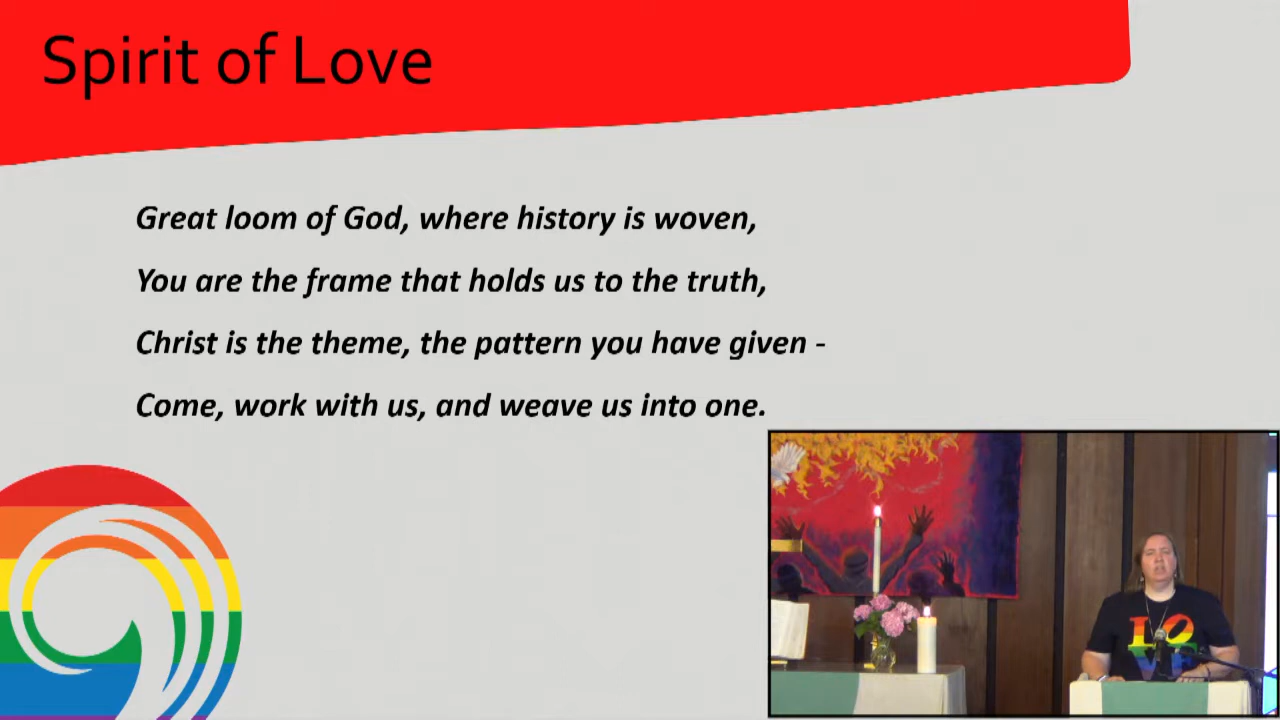 Spirit of Love
Great loom of God, where history is woven,
You are the frame that holds us to the truth,
Christ is the theme, the pattern you have given -
Come, work with us, and weave us into one.
LO
VE